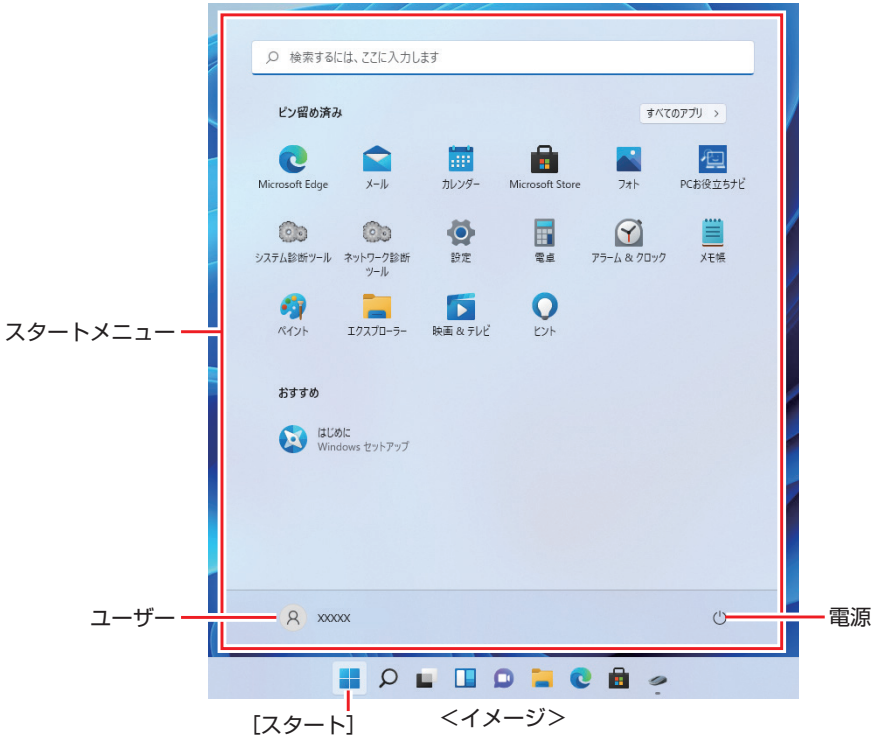 検索するには、ここに入力します
ピン留め済み
すべてのアプリ >
Microsoft Edge
メール
カレンダー
Microsoft Store
フォト
PCお役立ちナビ
システム診断ツール
ネットワーク診断
ツール
設定
電卓
アラーム & クロック
メモ帳
ペイント
エクスプローラー
映画 & テレビ
ヒント
スタートメニュー
おすすめ
はじめに
Windows セットアップ
ユーザー
xxxxx
電源
[スタート]
＜イメージ＞